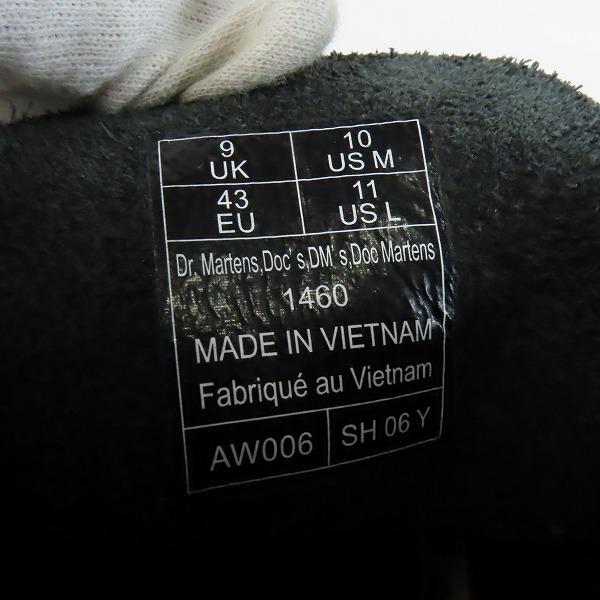 9 UK
10 US M
43 EU
11 US L
Dr. Martens,Doc's,DM's,Doc Martens
1460
MADE IN VIETNAM
Fabriqué au Vietnam
AW006
SH 06 Y